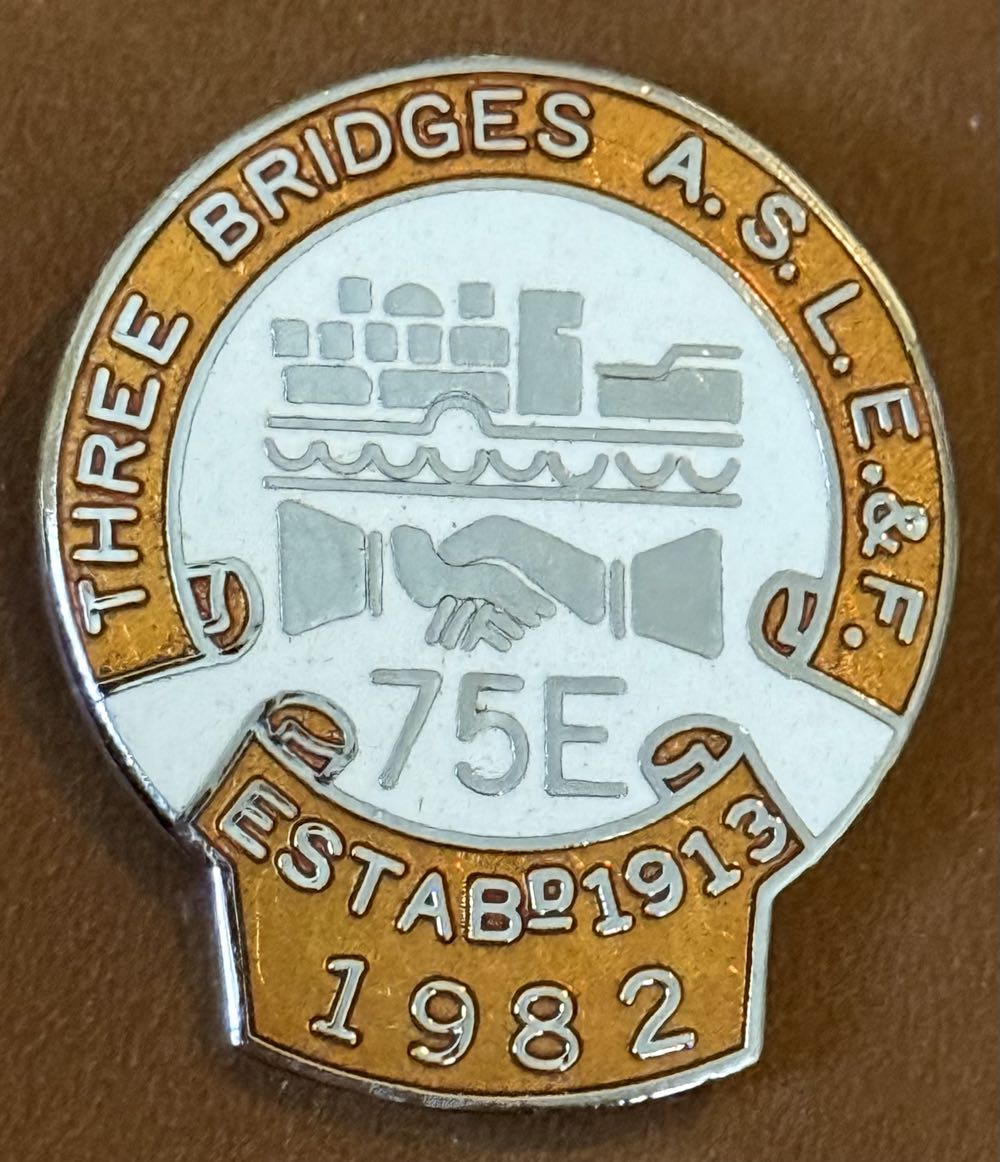 THREE BRIDGES A.S.L.E.&F.
75E
ESTABD 1913
1982